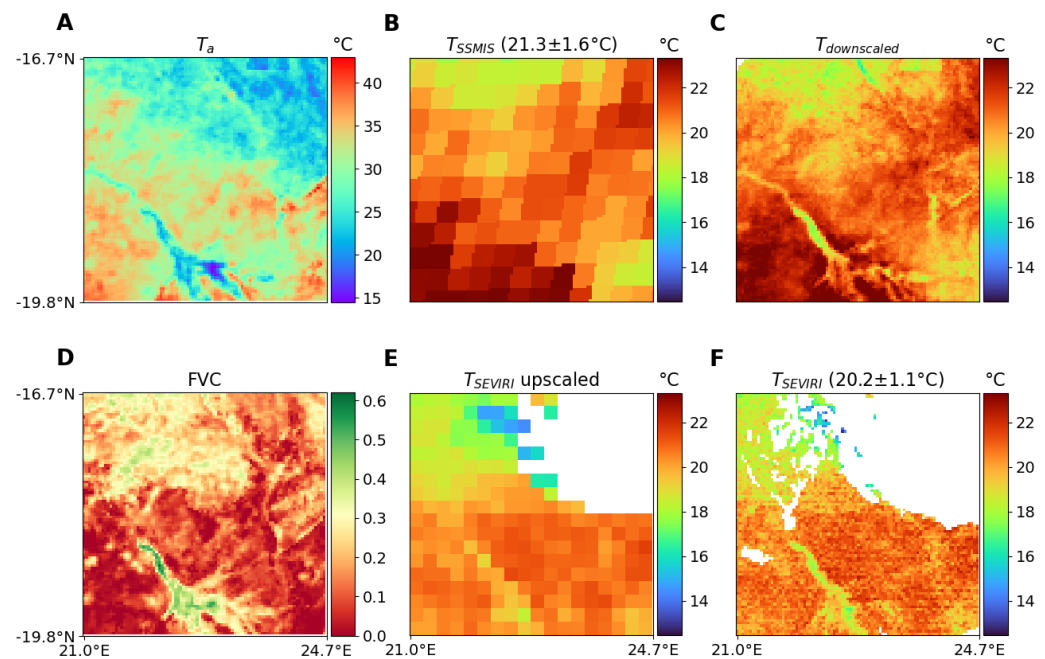 A
T_a
°C
-16.7°N
-19.8°N
40
35
30
25
20
15
B
T_SSMIS (21.3±1.6°C)
°C
22
20
18
16
14
C
T_downscaled
°C
22
20
18
16
14
D
FVC
-16.7°N
-19.8°N
21.0°E
24.7°E
0.6
0.5
0.4
0.3
0.2
0.1
0.0
E
T_SEVIRI upscaled
°C
21.0°E
24.7°E
22
20
18
16
14
F
T_SEVIRI (20.2±1.1°C)
°C
21.0°E
24.7°E
22
20
18
16
14